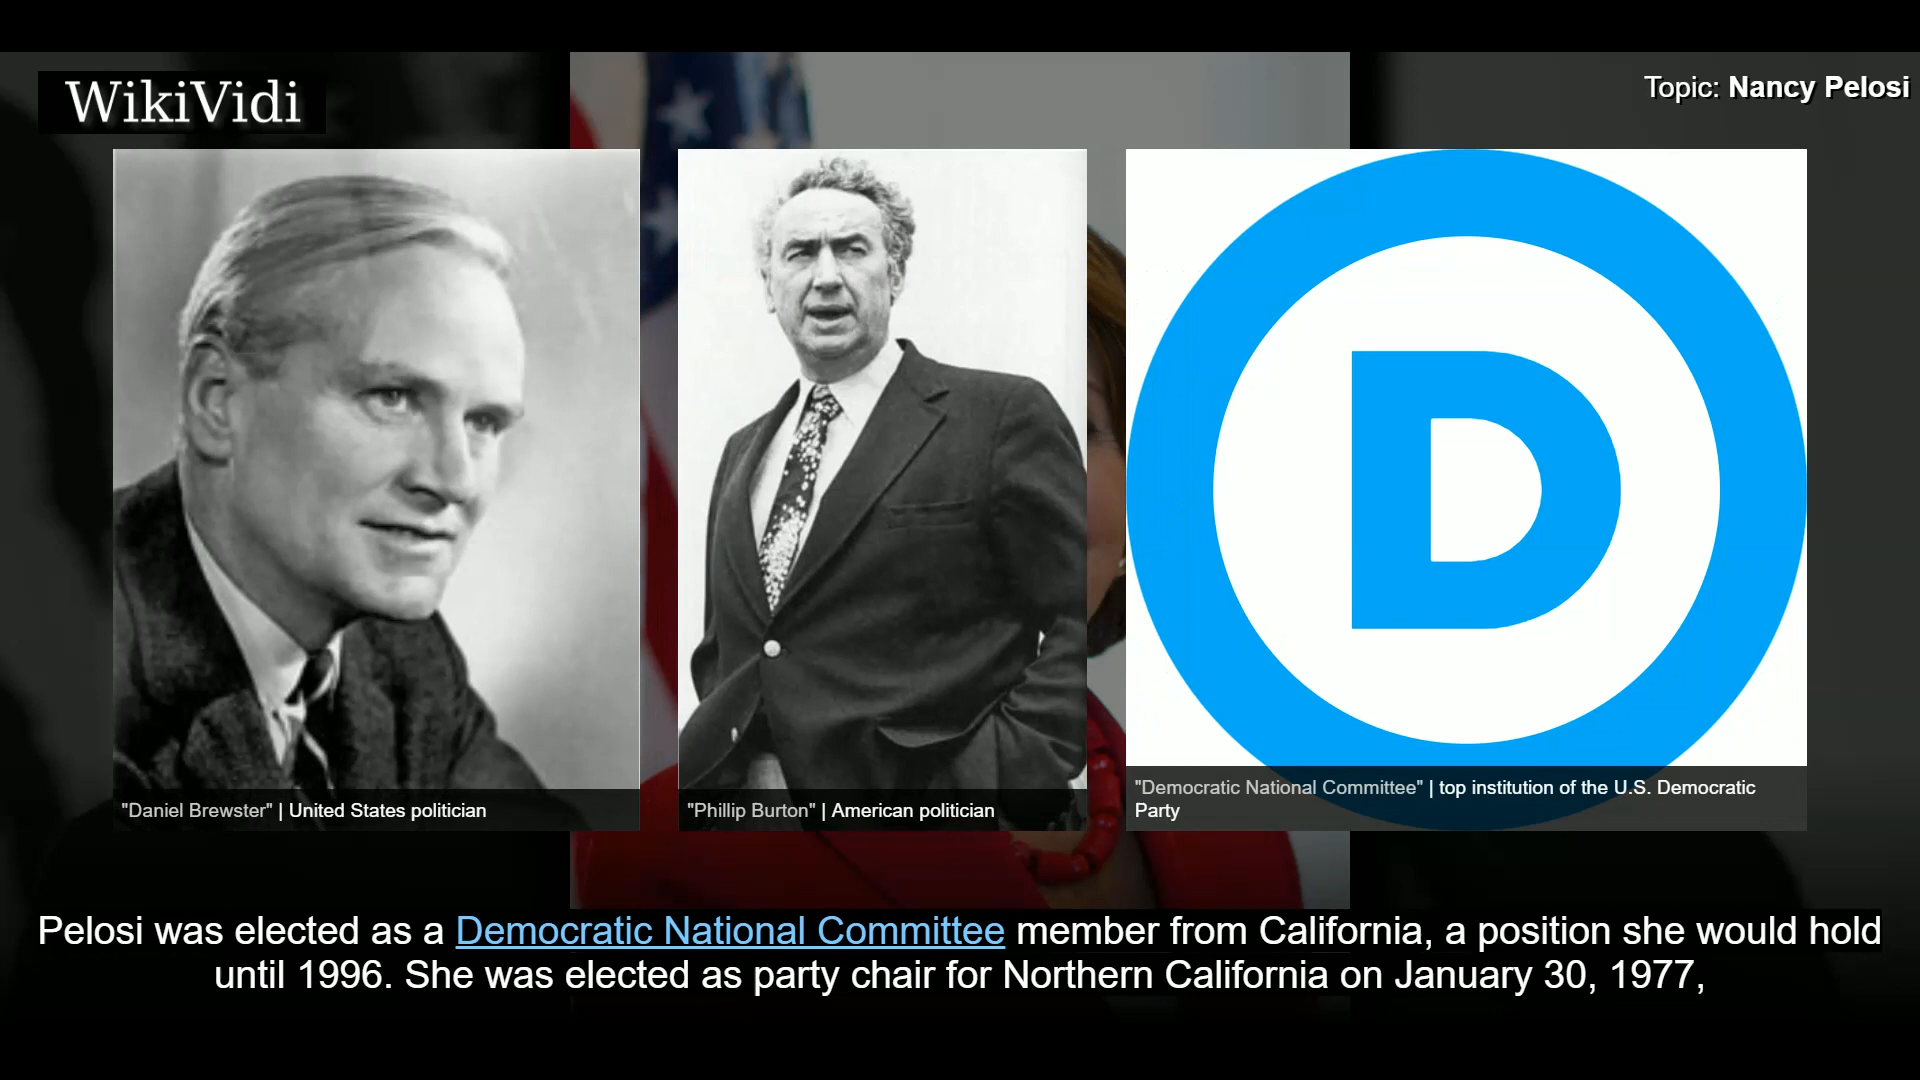 WikiVidi
Topic: Nancy Pelosi
D
"Daniel Brewster" | United States politician
"Phillip Burton" | American politician
"Democratic National Committee" | top institution of the U.S. Democratic
Party
Pelosi was elected as a Democratic National Committee member from California, a position she would hold
until 1996. She was elected as party chair for Northern California on January 30, 1977,